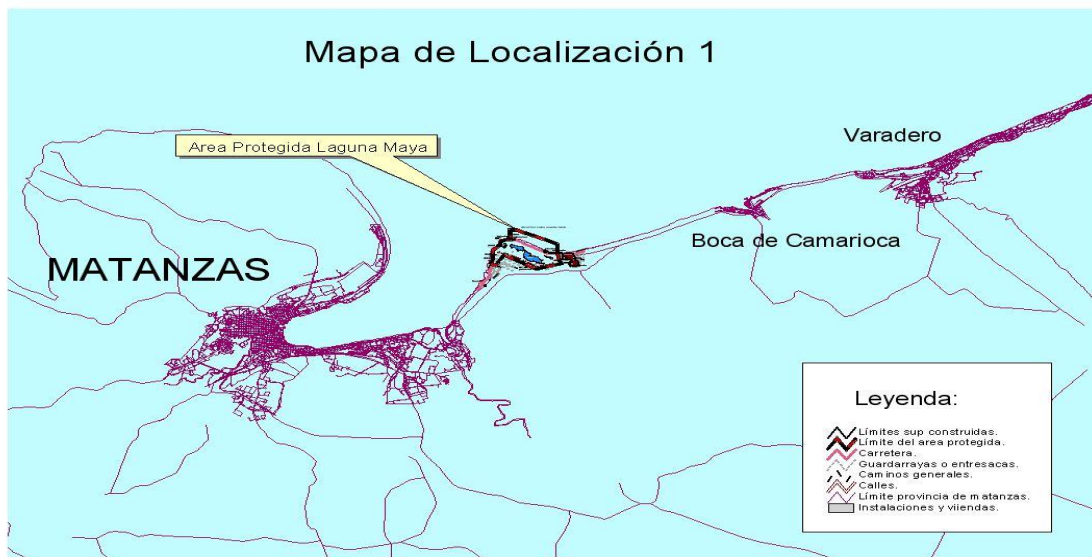 Mapa de Localización 1
Varadero
Area Protegida Laguna Maya
Boca de Camarioca
MATANZAS
Leyenda:
Límites sup construidas.
Límite del area protegida.
Carretera.
Guardarrayas o entresacas.
Caminos generales.
Calles.
Límite provincia de matanzas.
Instalaciones y viiendas.